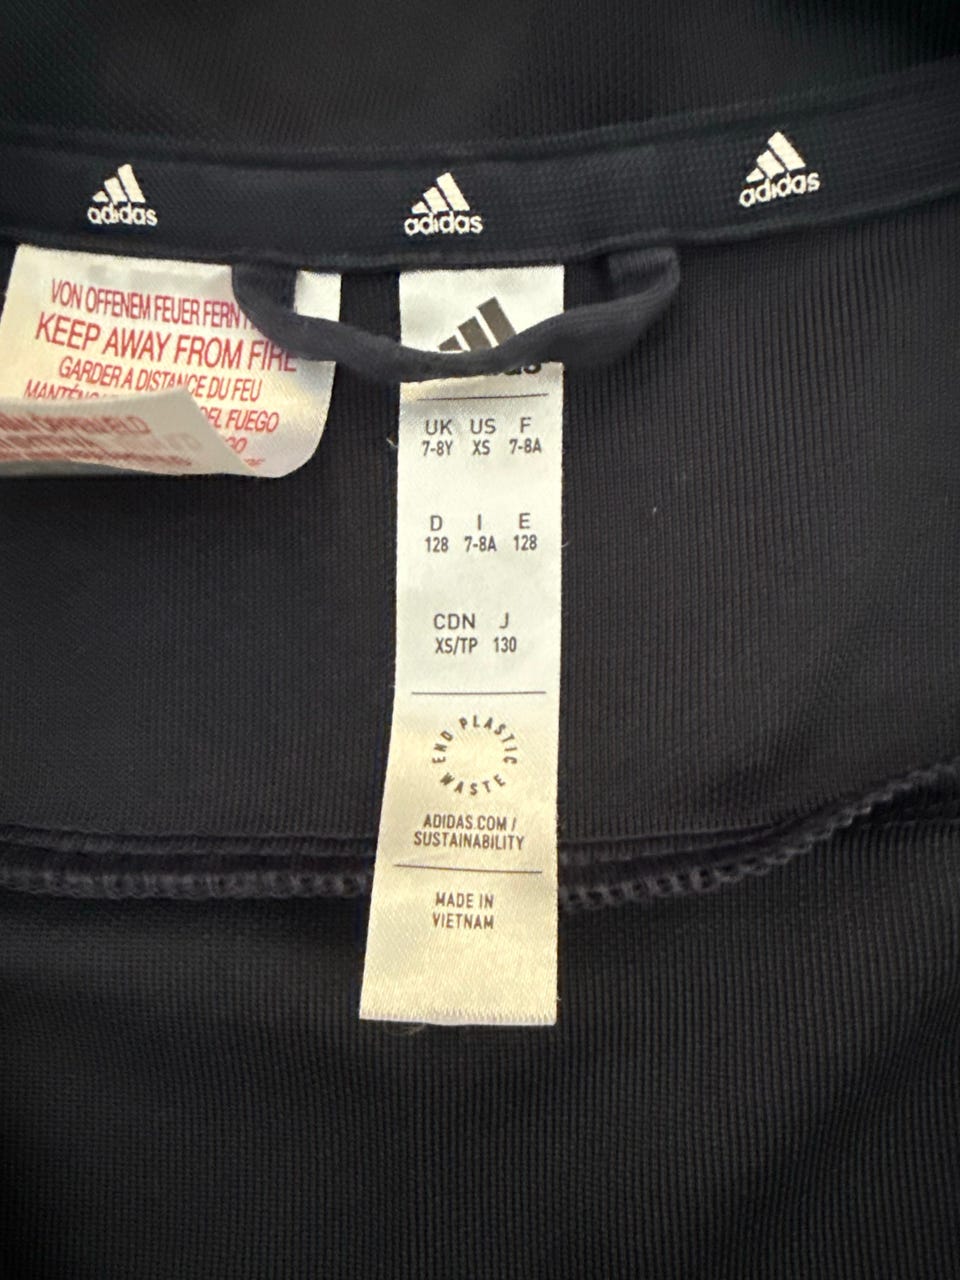 adidas
adidas
adidas
VON OFFENEM FEUER FERN
KEEP AWAY FROM FIRE
GARDER A DISTANCE DU FEU
DEL FUEGO
UK US F
7-8Y XS 7-8A
D I E
128 7-8A 128
CDN J
XS/TP 130
END PLASTIC WASTE
ADIDAS.COM /
SUSTAINABILITY
MADE IN
VIETNAM